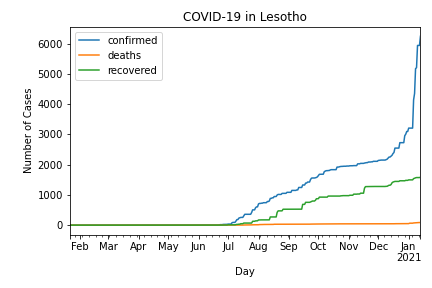 COVID-19 in Lesotho
confirmed
deaths
recovered
Number of Cases
6000
5000
4000
3000
2000
1000
0
Feb Mar Apr May Jun Jul Aug Sep Oct Nov Dec Jan
2021
Day